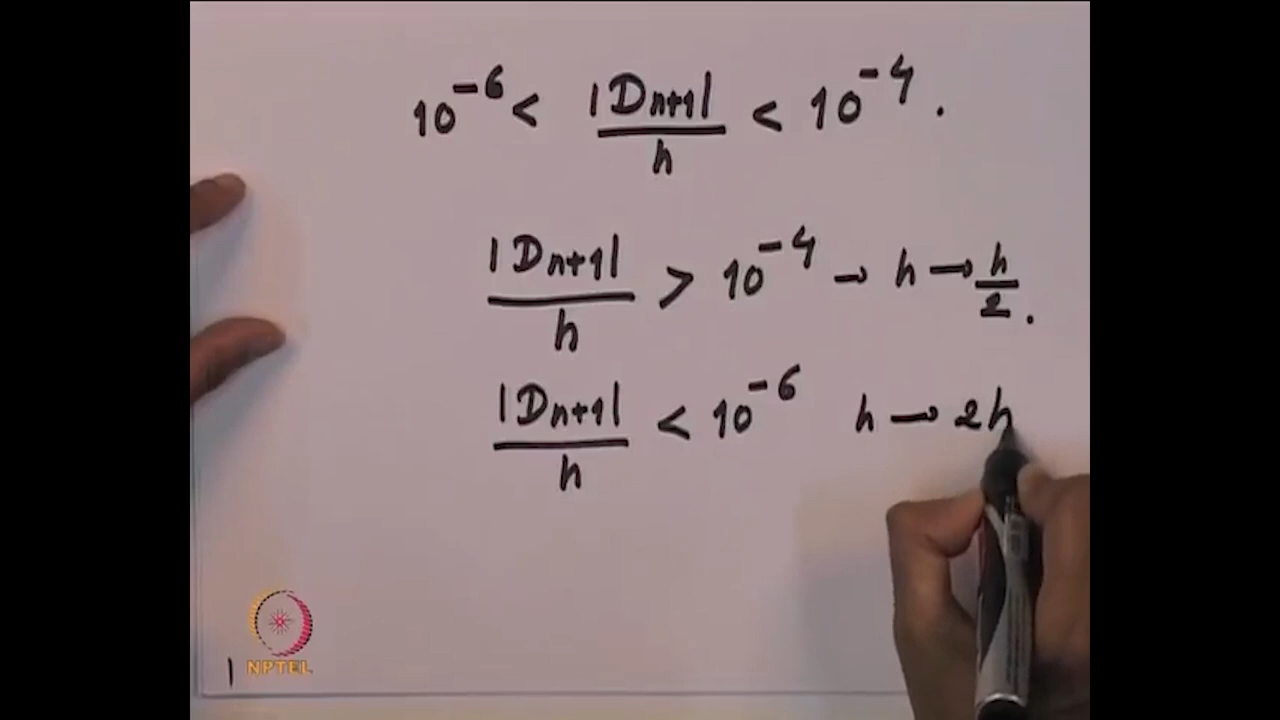 10^{-6} < |Dn+1| / h < 10^{-4}.
|Dn+1| / h > 10^{-4} → h → h/2.
|Dn+1| / h < 10^{-6} h → 2h
NPTEL